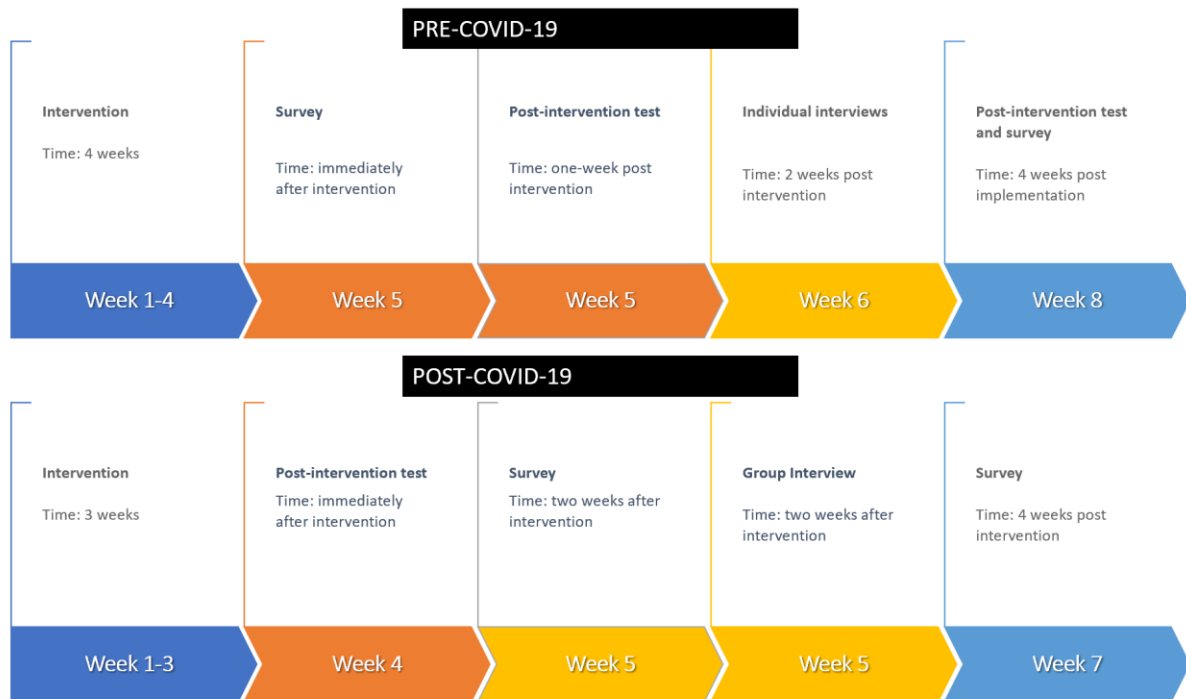 PRE-COVID-19
Intervention
Time: 4 weeks
Survey
Time: immediately
after intervention
Post-intervention test
Time: one-week post
intervention
Individual interviews
Time: 2 weeks post
intervention
Post-intervention test
and survey
Time: 4 weeks post
implementation
Week 1-4
Week 5
Week 5
Week 6
Week 8
POST-COVID-19
Intervention
Time: 3 weeks
Post-intervention test
Time: immediately
after intervention
Survey
Time: two weeks after
intervention
Group Interview
Time: two weeks after
intervention
Survey
Time: 4 weeks post
intervention
Week 1-3
Week 4
Week 5
Week 5
Week 7